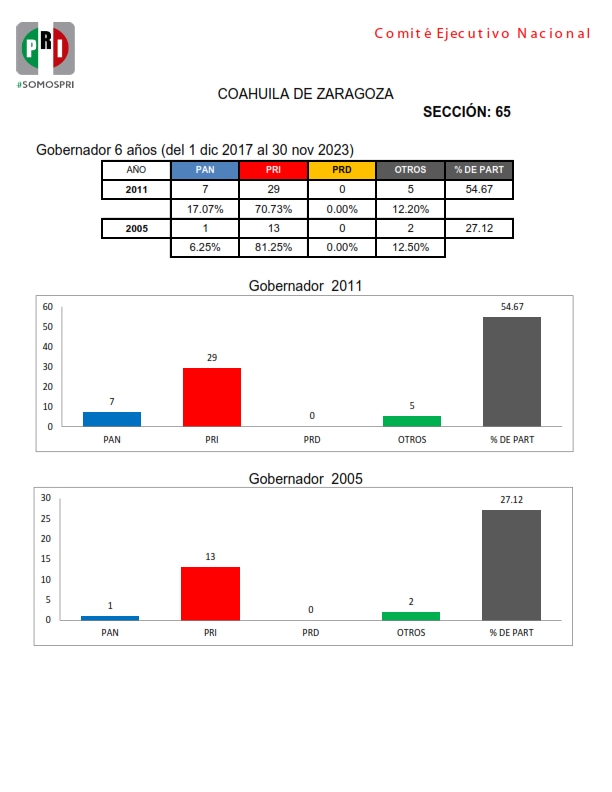 Comité Ejecutivo Nacional
PRI
#SOMOSPRI
COAHUILA DE ZARAGOZA
SECCIÓN: 65
Gobernador 6 años (del 1 dic 2017 al 30 nov 2023)
AÑO PAN PRI PRD OTROS % DE PART
2011 7 29 0 5 54.67
17.07% 70.73% 0.00% 12.20%
2005 1 13 0 2 27.12
6.25% 81.25% 0.00% 12.50%
Gobernador 2011
60
50
40
30
20
10
0
7 29 0 5 54.67
PAN PRI PRD OTROS % DE PART
Gobernador 2005
30
25
20
15
10
5
0
1 13 0 2 27.12
PAN PRI PRD OTROS % DE PART